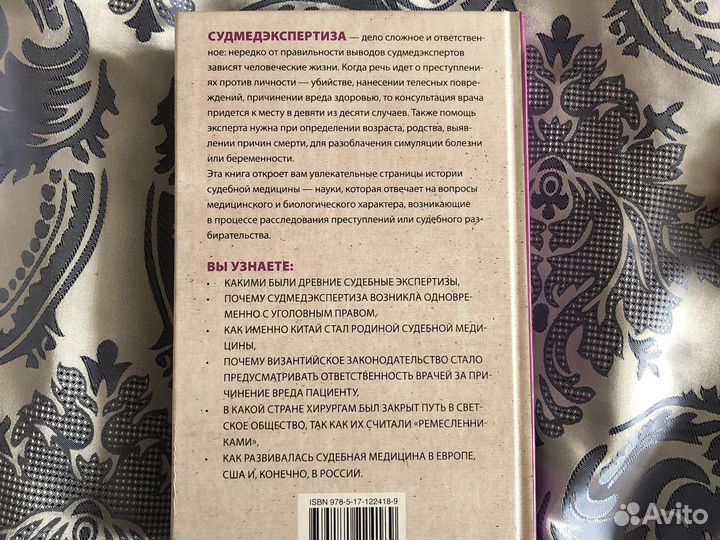 СУДМЕДЭКСПЕРТИЗА — дело сложное и ответствен-
ное: нередко от правильности выводов судмедэкспертов
зависят человеческие жизни. Когда речь идет о преступлени-
ях против личности — убийстве, нанесении телесных повре-
ждений, причинении вреда здоровью, то консультация врача
придется к месту в девяти из десяти случаев. Также помощь
эксперта нужна при определении возраста, родства, выяв-
лении причин смерти, для разоблачения симуляции болезни
или беременности.
Эта книга откроет вам увлекательные страницы истории
судебной медицины — науки, которая отвечает на вопросы
медицинского и биологического характера, возникающие
в процессе расследования преступлений или судебного раз-
бирательства.
ВЫ УЗНАЕТЕ:
• КАКИМИ БЫЛИ ДРЕВНИЕ СУДЕБНЫЕ ЭКСПЕРТИЗЫ,
• ПОЧЕМУ СУДМЕДЭКСПЕРТИЗА ВОЗНИКЛА ОДНОВРЕ-
МЕННО С УГОЛОВНЫМ ПРАВОМ,
• КАК ИМЕННО КИТАЙ СТАЛ РОДИНОЙ СУДЕБНОЙ МЕДИ-
ЦИНЫ,
• ПОЧЕМУ ВИЗАНТИЙСКОЕ ЗАКОНОДАТЕЛЬСТВО СТАЛО
ПРЕДУСМАТРИВАТЬ ОТВЕТСТВЕННОСТЬ ВРАЧЕЙ ЗА ПРИ-
ЧИНЕНИЕ ВРЕДА ПАЦИЕНТУ,
• В КАКОЙ СТРАНЕ ХИРУРГАМ БЫЛ ЗАКРЫТ ПУТЬ В СВЕТ-
СКОЕ ОБЩЕСТВО, ТАК КАК ИХ СЧИТАЛИ «РЕМЕСЛЕННИ-
КАМИ»,
• КАК РАЗВИВАЛАСЬ СУДЕБНАЯ МЕДИЦИНА В ЕВРОПЕ,
США И, КОНЕЧНО, В РОССИИ.
ISBN 978-5-17-122418-9
Avito